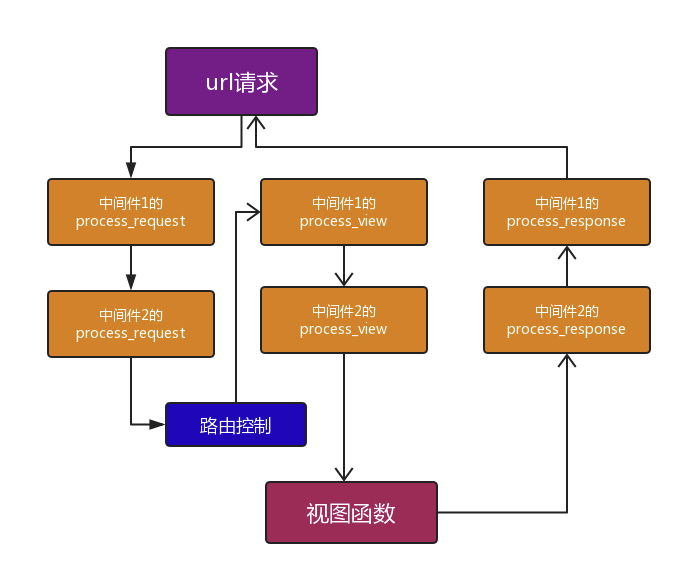 url请求
中间件1的
process_request
中间件1的
process_view
中间件1的
process_response
中间件2的
process_request
中间件2的
process_view
中间件2的
process_response
路由控制
视图函数